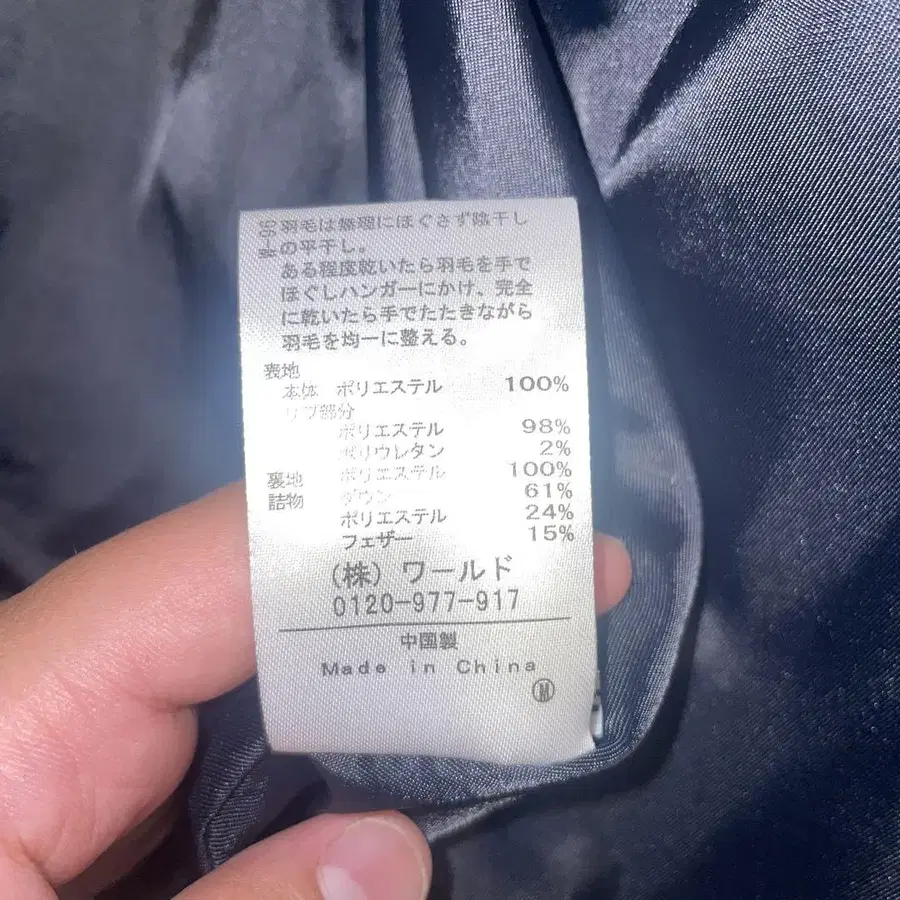 羽毛は無理にほぐさず陰干し
の平干し。
ある程度乾いたら羽毛を手で
ほぐしハンガーにかけ、完全
に乾いたら手でたたきながら
羽毛を均一に整える。
表地
本体 ポリエステル 100%
リブ部分
ポリエステル 98%
ポリウレタン 2%
裏地 ポリエステル 100%
詰物 ダウン 61%
ポリエステル 24%
フェザー 15%
(株) ワールド
0120-977-917
中国製
Made in China
Ⓜ